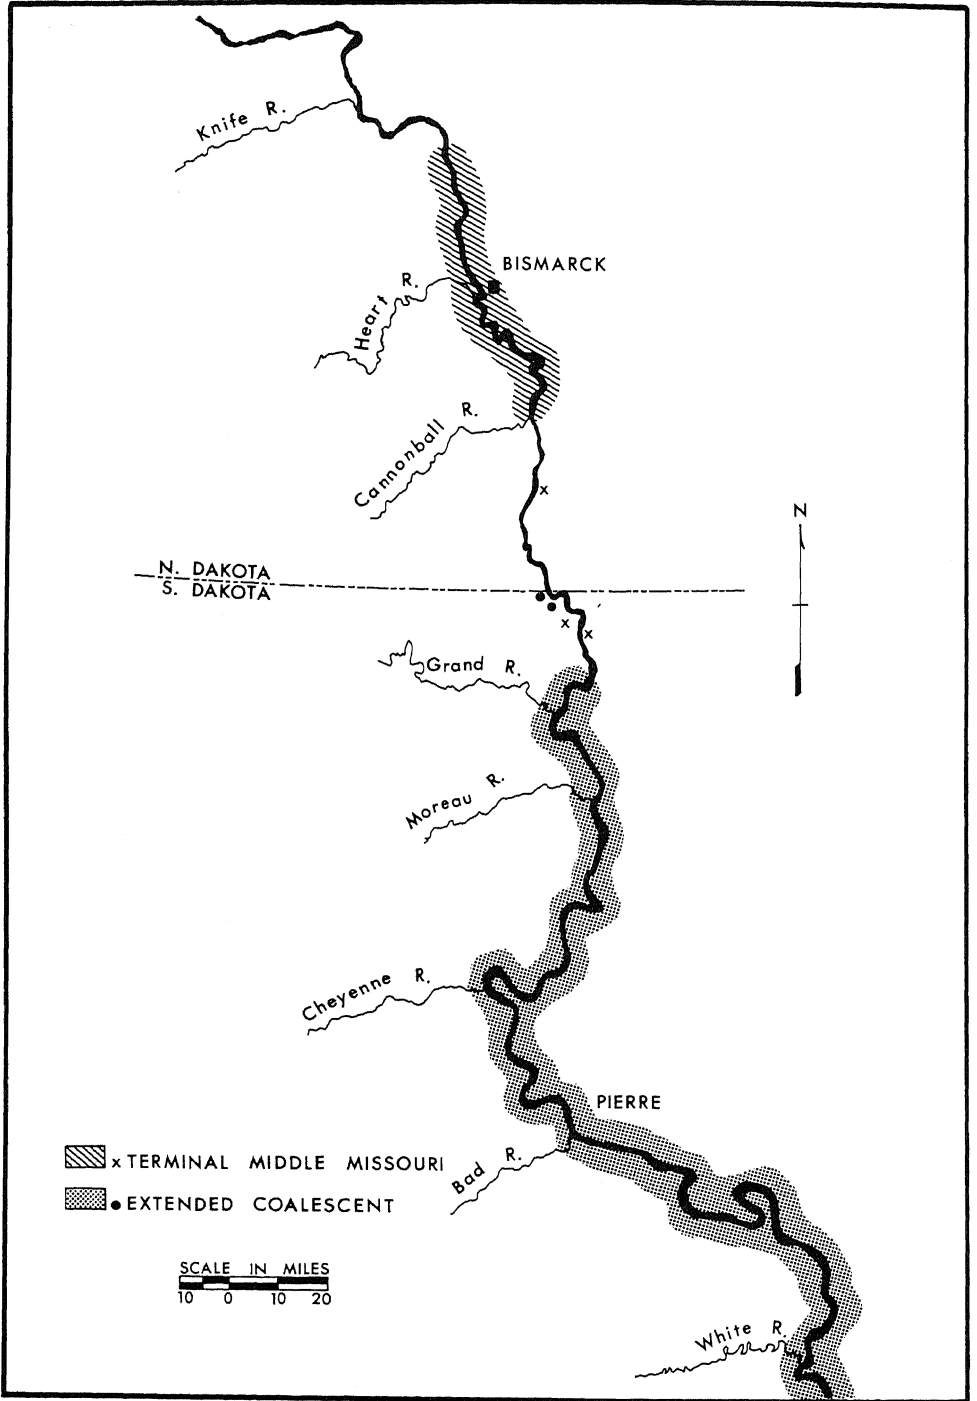 Knife R.
BISMARCK
Heart R.
Cannonball R.
N
N. DAKOTA
S. DAKOTA
x
x x
Grand R.
Moreau R.
Cheyenne R.
PIERRE
Bad R.
x TERMINAL MIDDLE MISSOURI
EXTENDED COALESCENT
SCALE IN MILES
10 0 10 20
White R.